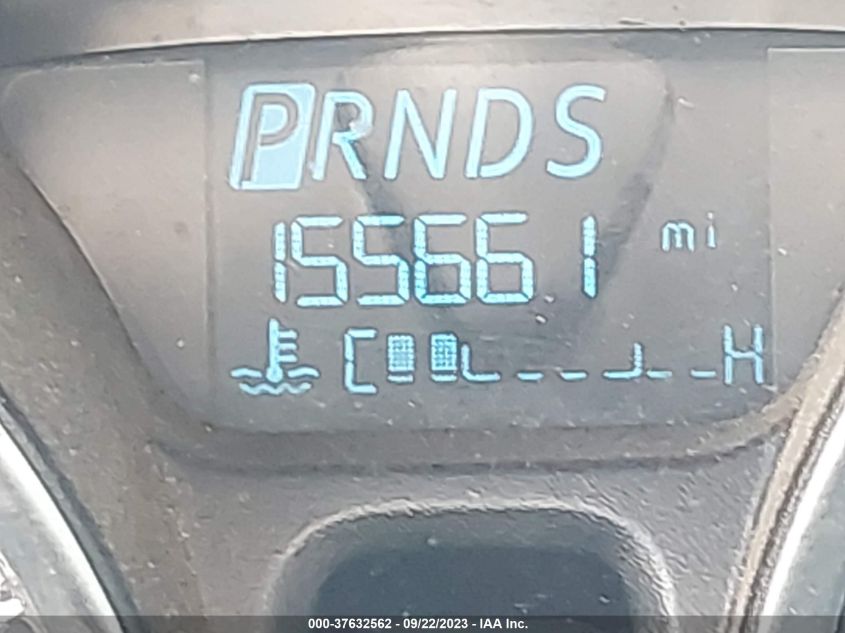 PRNDS
155661 mi
C H
000-37632562 - 09/22/2023 - IAA Inc.